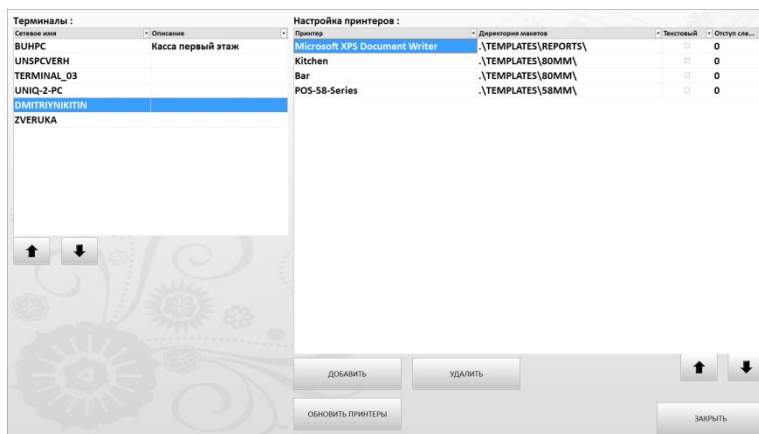 Терминалы :
Сетевое имя Описание
BUHPC Касса первый этаж
UNSPCVERH
TERMINAL_03
UNIQ-2-PC
DMITRIYNIKITIN
ZVERUKA
Настройка принтеров :
Принтер Директория макетов Текстовый Отступ сле...
Microsoft XPS Document Writer .\TEMPLATES\REPORTS\ 0
Kitchen .\TEMPLATES\80MM\ 0
Bar .\TEMPLATES\80MM\ 0
POS-58-Series .\TEMPLATES\58MM\ 0
ДОБАВИТЬ УДАЛИТЬ
ОБНОВИТЬ ПРИНТЕРЫ ЗАКРЫТЬ